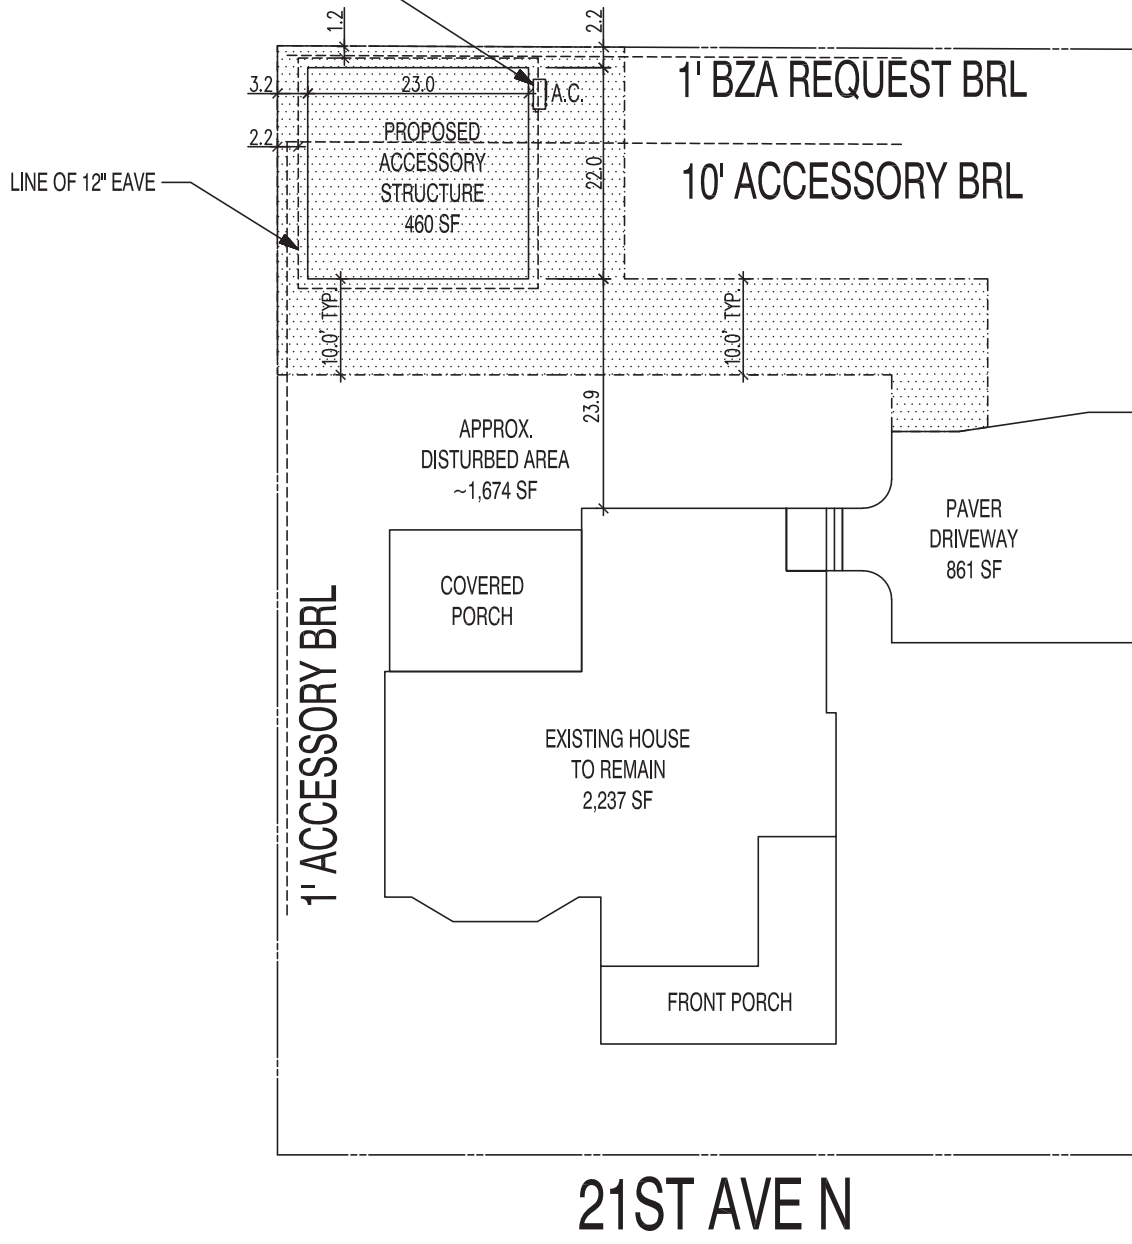 1.2
2.2
1' BZA REQUEST BRL
3.2
23.0
A.C.
PROPOSED
ACCESSORY
STRUCTURE
460 SF
2.2
22.0
10' ACCESSORY BRL
LINE OF 12" EAVE
10.0' TYP.
10.0' TYP.
23.9
APPROX.
DISTURBED AREA
~1,674 SF
PAVER
DRIVEWAY
861 SF
COVERED
PORCH
1' ACCESSORY BRL
EXISTING HOUSE
TO REMAIN
2,237 SF
FRONT PORCH
21ST AVE N